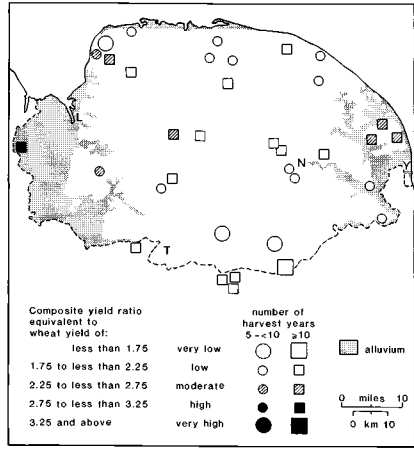 L
N
Y
T
Composite yield ratio equivalent to wheat yield of:
number of harvest years
5 - <10 ≥10
less than 1.75 very low
1.75 to less than 2.25 low
2.25 to less than 2.75 moderate
2.75 to less than 3.25 high
3.25 and above very high
alluvium
0 miles 10
0 km 10